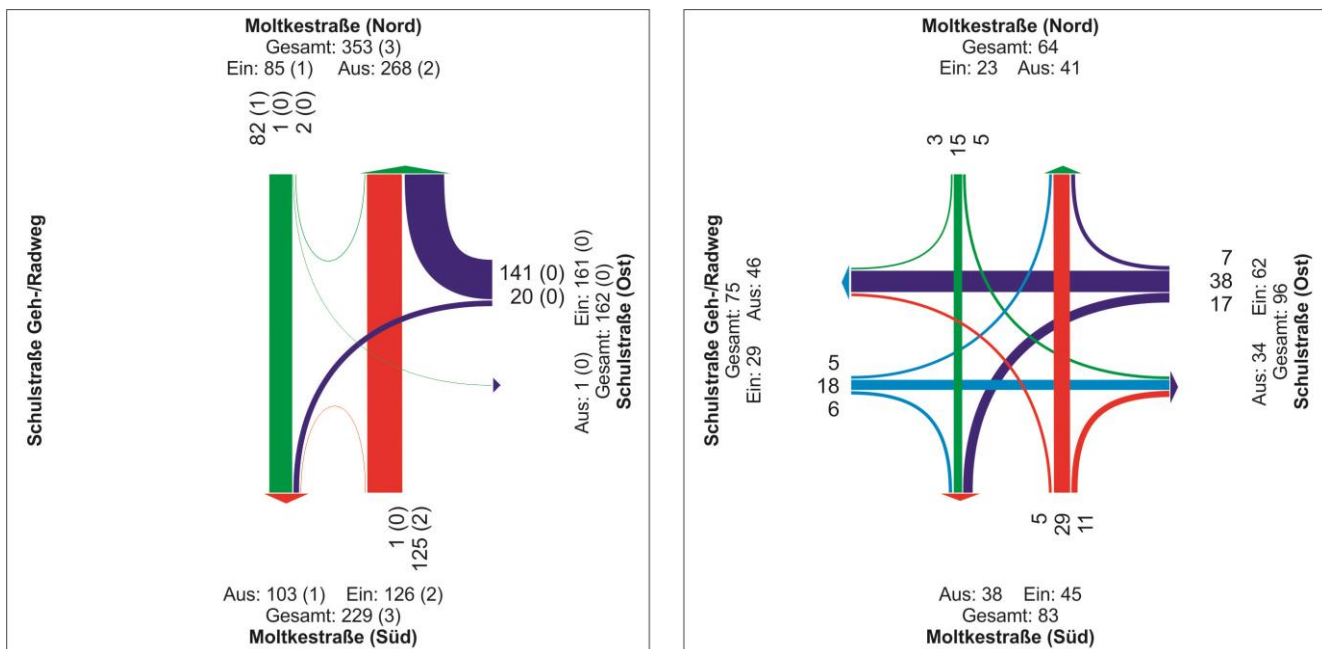 Moltkestraße (Nord)
Gesamt: 353 (3)
Ein: 85 (1) Aus: 268 (2)
82 (1)
1 (0)
2 (0)
Schulstraße Geh-/Radweg
141 (0)
20 (0)
Aus: 1 (0) Ein: 161 (0)
Gesamt: 162 (0)
Schulstraße (Ost)
1 (0)
125 (2)
Aus: 103 (1) Ein: 126 (2)
Gesamt: 229 (3)
Moltkestraße (Süd)
Moltkestraße (Nord)
Gesamt: 64
Ein: 23 Aus: 41
3
15
5
Schulstraße Geh-/Radweg
Gesamt: 75
Ein: 29 Aus: 46
5
18
6
7
38
17
Aus: 34 Ein: 62
Gesamt: 96
Schulstraße (Ost)
5
29
11
Aus: 38 Ein: 45
Gesamt: 83
Moltkestraße (Süd)